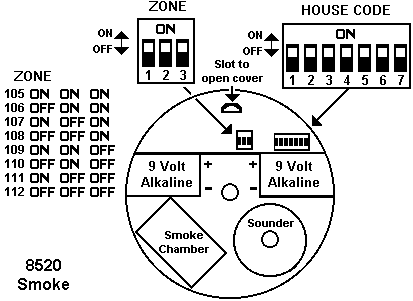 ZONE
HOUSE CODE
ON
OFF
ON
1 2 3
ON
OFF
ON
1 2 3 4 5 6 7
Slot to
open cover
ZONE
105 ON ON ON
106 OFF ON ON
107 ON OFF ON
108 OFF OFF ON
109 ON ON OFF
110 OFF ON OFF
111 ON OFF OFF
112 OFF OFF OFF
9 Volt
Alkaline
+ +
- -
9 Volt
Alkaline
Smoke
Chamber
Sounder
8520
Smoke